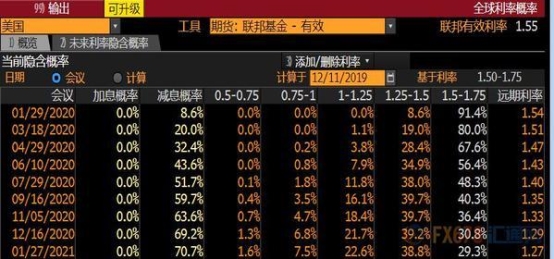 99) 输出 可升级 全球利率概率
美国 工具 期货：联邦基金 - 有效 联邦有效利率 1.55
1) 概览 2) 未来利率隐含概率
当前隐含概率 3) 添加/删除利率
日期 会议 计算 计算于 12/11/2019 基于利率 1.50-1.75
会议 加息概率 减息概率 0.5-0.75 0.75-1 1-1.25 1.25-1.5 1.5-1.75 远期利率
01/29/2020 0.0% 8.6% 0.0% 0.0% 0.0% 8.6% 91.4% 1.54
03/18/2020 0.0% 20.0% 0.0% 0.0% 1.1% 19.0% 80.0% 1.51
04/29/2020 0.0% 32.4% 0.0% 0.2% 3.8% 28.4% 67.6% 1.47
06/10/2020 0.0% 43.6% 0.0% 0.8% 7.9% 34.9% 56.4% 1.43
07/29/2020 0.0% 51.7% 0.1% 1.8% 11.8% 38.0% 48.3% 1.40
09/16/2020 0.0% 59.7% 0.4% 3.5% 16.1% 39.7% 40.3% 1.35
11/05/2020 0.0% 63.6% 0.7% 4.7% 18.4% 39.7% 36.4% 1.33
12/16/2020 0.0% 69.2% 1.3% 6.8% 21.7% 39.2% 30.8% 1.29
01/27/2021 0.0% 70.7% 1.6% 7.5% 22.6% 38.8% 29.3% 1.27